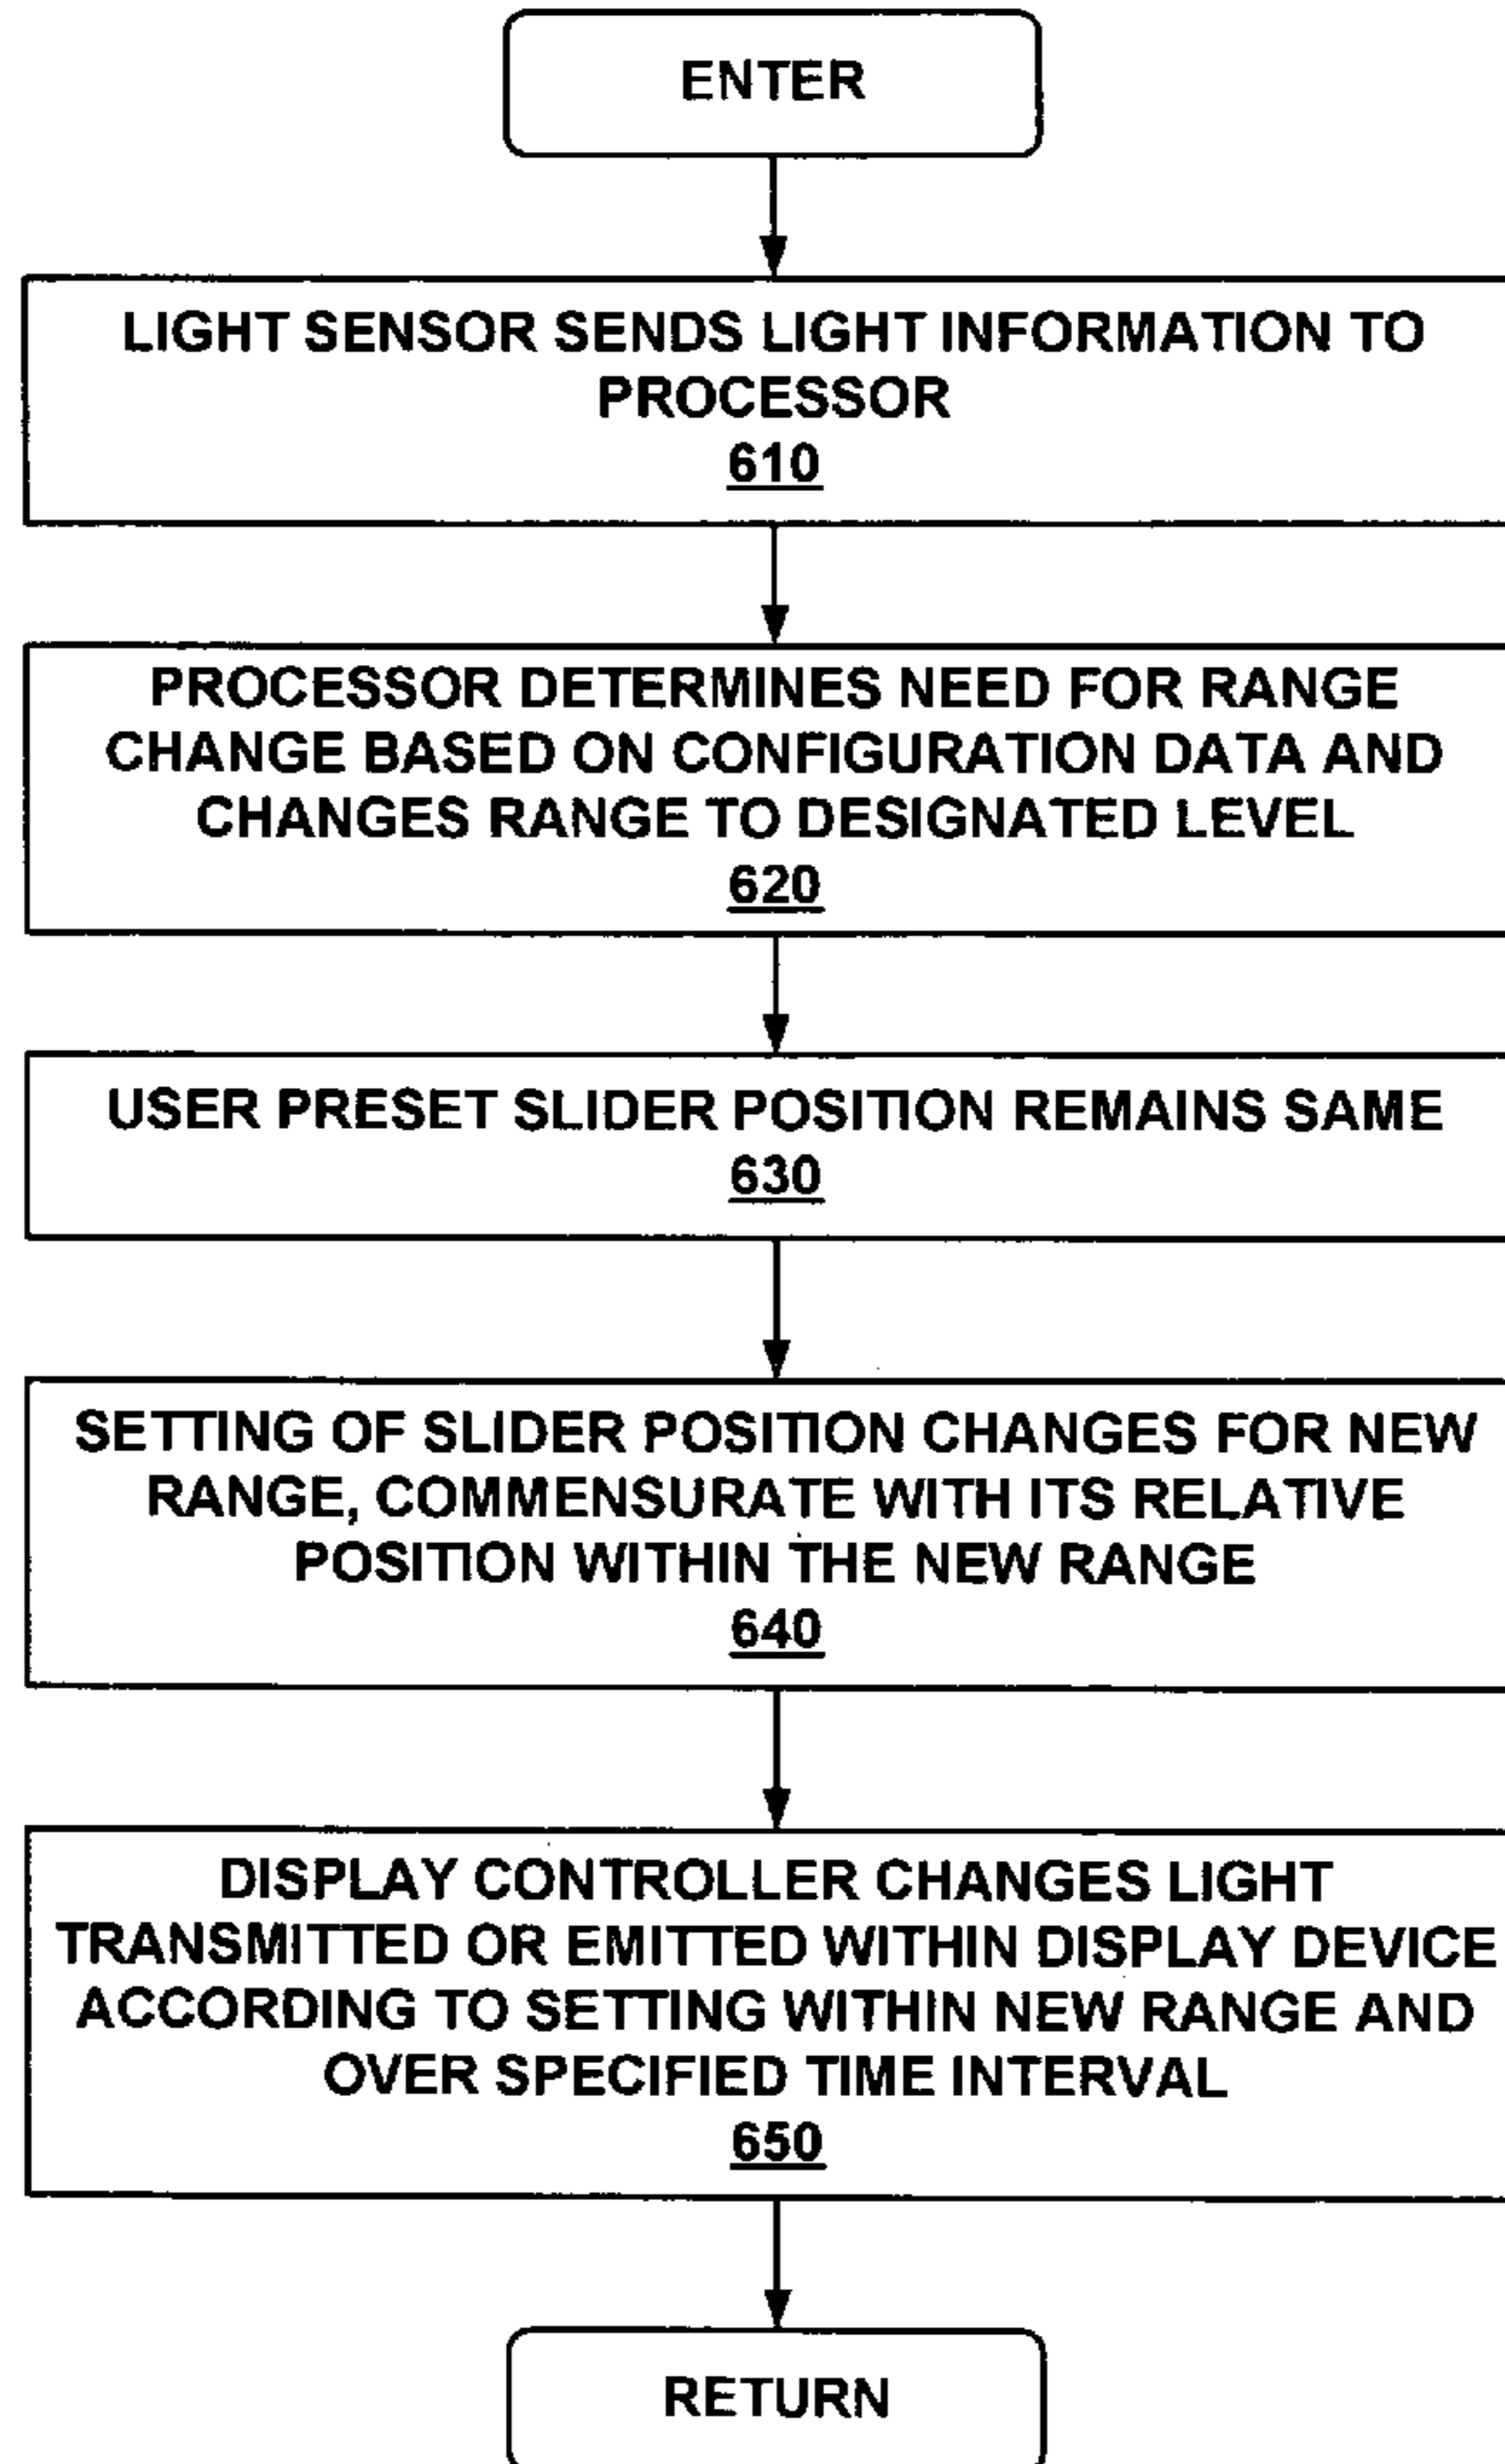 ENTER
LIGHT SENSOR SENDS LIGHT INFORMATION TO
PROCESSOR
610
PROCESSOR DETERMINES NEED FOR RANGE
CHANGE BASED ON CONFIGURATION DATA AND
CHANGES RANGE TO DESIGNATED LEVEL
620
USER PRESET SLIDER POSITION REMAINS SAME
630
SETTING OF SLIDER POSITION CHANGES FOR NEW
RANGE, COMMENSURATE WITH ITS RELATIVE
POSITION WITHIN THE NEW RANGE
640
DISPLAY CONTROLLER CHANGES LIGHT
TRANSMITTED OR EMITTED WITHIN DISPLAY DEVICE
ACCORDING TO SETTING WITHIN NEW RANGE AND
OVER SPECIFIED TIME INTERVAL
650
RETURN